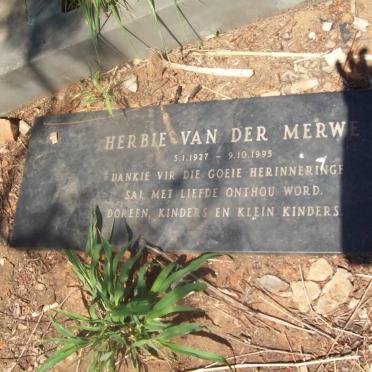 HERBIE VAN DER MERWE
5.1.1927 - 9.10.1995
DANKIE VIR DIE GOEIE HERINNERINGE
SAL MET LIEFDE ONTHOU WORD.
DOREEN, KINDERS EN KLEIN KINDERS.